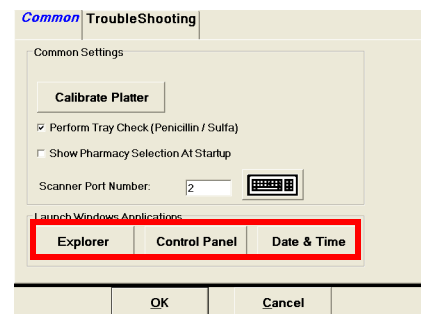 Common TroubleShooting
Common Settings
Calibrate Platter
Perform Tray Check (Penicillin / Sulfa)
Show Pharmacy Selection At Startup
Scanner Port Number: 2
Launch Windows Applications
Explorer Control Panel Date & Time
OK Cancel